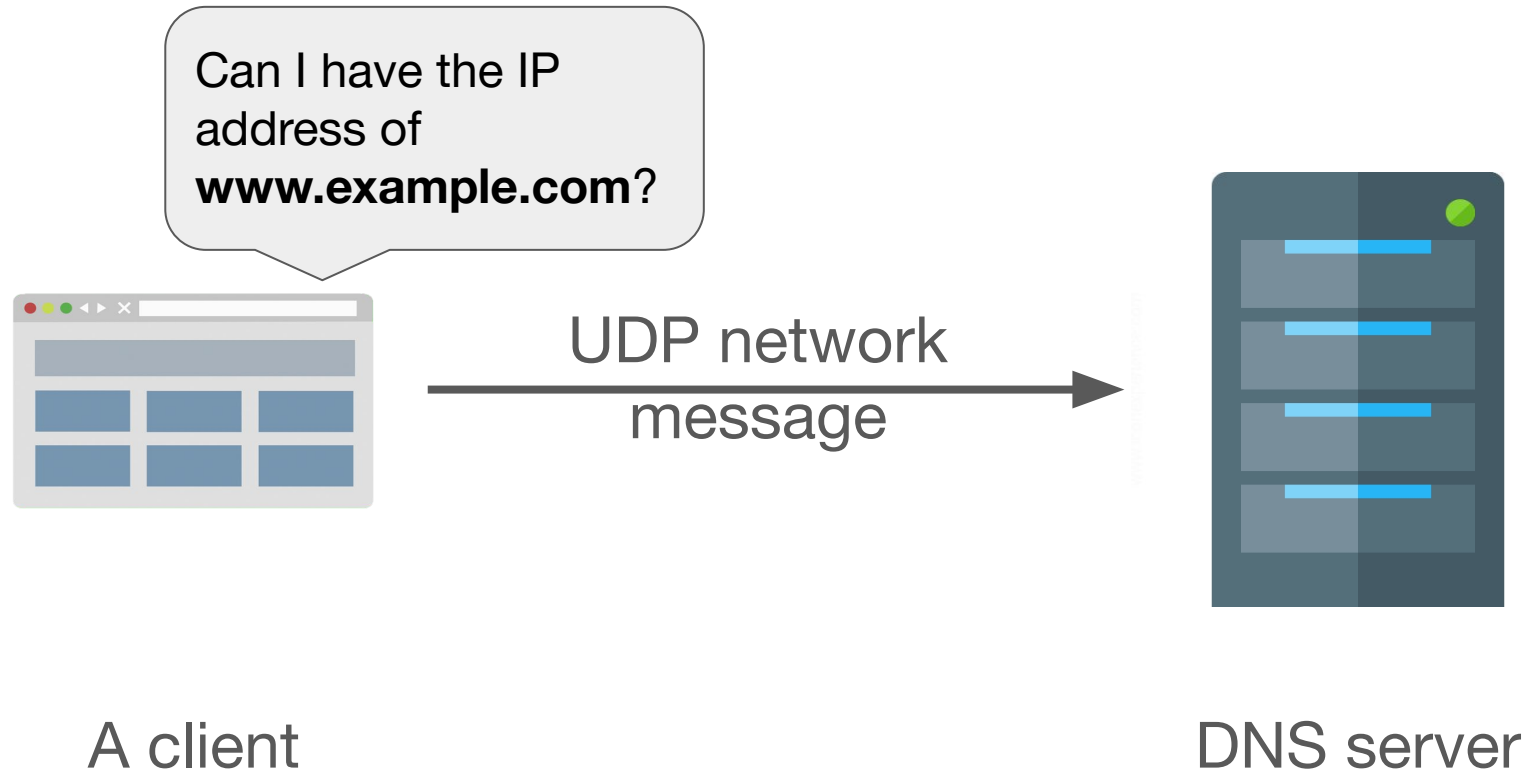 Can I have the IP
address of
www.example.com?
UDP network
message
A client
DNS server